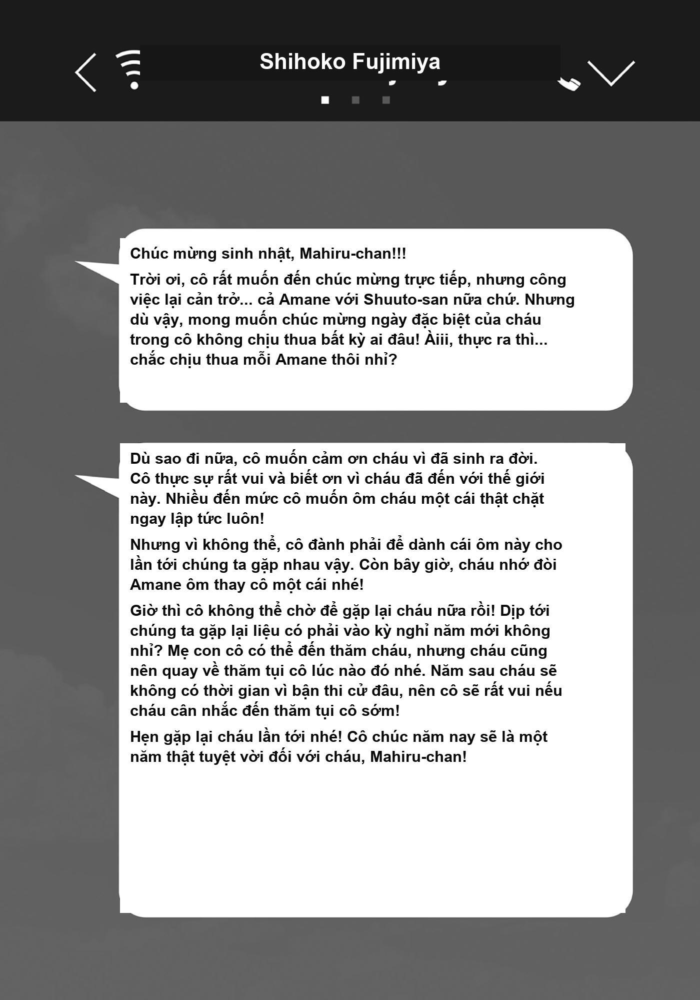 Shihoko Fujimiya
Chúc mừng sinh nhật, Mahiru-chan!!!
Trời ơi, cô rất muốn đến chúc mừng trực tiếp, nhưng công
việc lại cản trở... cả Amane với Shuuto-san nữa chứ. Nhưng
dù vậy, mong muốn chúc mừng ngày đặc biệt của cháu
trong cô không chịu thua bất kỳ ai đâu! Àiii, thực ra thì...
chắc chịu thua mỗi Amane thôi nhỉ?
Dù sao đi nữa, cô muốn cảm ơn cháu vì đã sinh ra đời.
Cô thực sự rất vui và biết ơn vì cháu đã đến với thế giới
này. Nhiều đến mức cô muốn ôm cháu một cái thật chặt
ngay lập tức luôn!
Nhưng vì không thể, cô đành phải để dành cái ôm này cho
lần tới chúng ta gặp nhau vậy. Còn bây giờ, cháu nhớ đòi
Amane ôm thay cô một cái nhé!
Giờ thì cô không thể chờ để gặp lại cháu nữa rồi! Dịp tới
chúng ta gặp lại liệu có phải vào kỳ nghỉ năm mới không
nhỉ? Mẹ con cô có thể đến thăm cháu, nhưng cháu cũng
nên quay về thăm tụi cô lúc nào đó nhé. Năm sau cháu sẽ
không có thời gian vì bận thi cử đâu, nên cô sẽ rất vui nếu
cháu cân nhắc đến thăm tụi cô sớm!
Hẹn gặp lại cháu lần tới nhé! Cô chúc năm nay sẽ là một
năm thật tuyệt vời đối với cháu, Mahiru-chan!